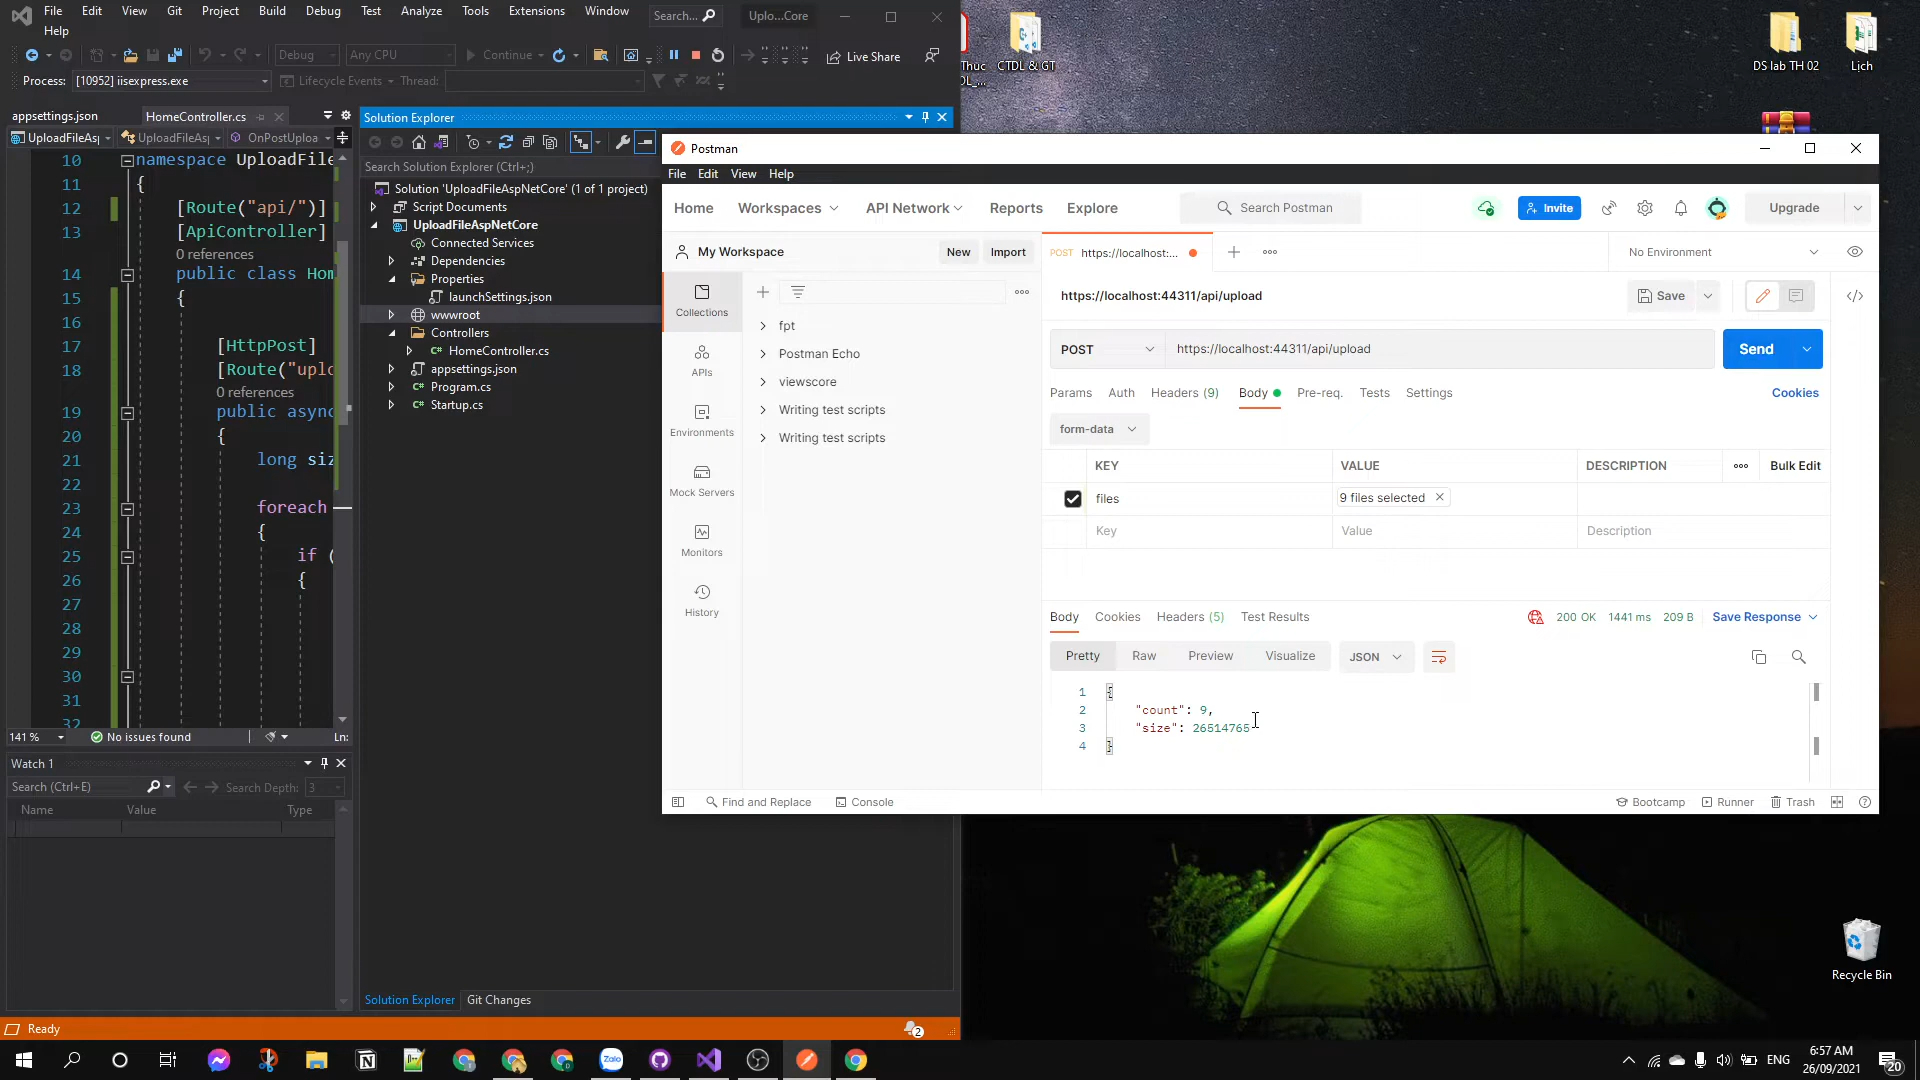 File Edit View Git Project Build Debug Test Analyze Tools Extensions Window Search... Uplo...Core
Help
Debug Any CPU Continue Live Share
Process: [10952] iisexpress.exe Lifecycle Events Thread:
appsettings.json HomeController.cs
UploadFileAsp UploadFileAsp OnPostUploa
10 namespace UploadFile
11 {
12 [Route("api/")]
13 [ApiController]
0 references
14 public class Hom
15 {
16
17 [HttpPost]
18 [Route("uplo
0 references
19 public async
20 {
21 long siz
22
23 foreach
24 {
25 if (
26 {
27
28
29
30
31
32
141 % No issues found Ln:
Watch 1
Search (Ctrl+E) Search Depth: 3
Name Value Type
Solution Explorer
Search Solution Explorer (Ctrl+;)
Solution 'UploadFileAspNetCore' (1 of 1 project)
Script Documents
UploadFileAspNetCore
Connected Services
Dependencies
Properties
launchSettings.json
wwwroot
Controllers
C# HomeController.cs
appsettings.json
C# Program.cs
C# Startup.cs
Solution Explorer Git Changes
Ready 2
Thuc
DL_...
CTDL & GT
DS lab TH 02
Lịch
Postman
File Edit View Help
Home Workspaces API Network Reports Explore Search Postman Invite Upgrade
My Workspace New Import
POST https://localhost:... No Environment
Collections
APIs
Environments
Mock Servers
Monitors
History
fpt
Postman Echo
viewscore
Writing test scripts
Writing test scripts
https://localhost:44311/api/upload Save
POST https://localhost:44311/api/upload Send
Params Auth Headers (9) Body Pre-req. Tests Settings Cookies
form-data
KEY VALUE DESCRIPTION Bulk Edit
files 9 files selected
Key Value Description
Body Cookies Headers (5) Test Results 200 OK 1441 ms 209 B Save Response
Pretty Raw Preview Visualize JSON
1 {
2 "count": 9,
3 "size": 26514765
4 }
Find and Replace Console Bootcamp Runner Trash
Recycle Bin
Zalo
ENG
6:57 AM
26/09/2021
20